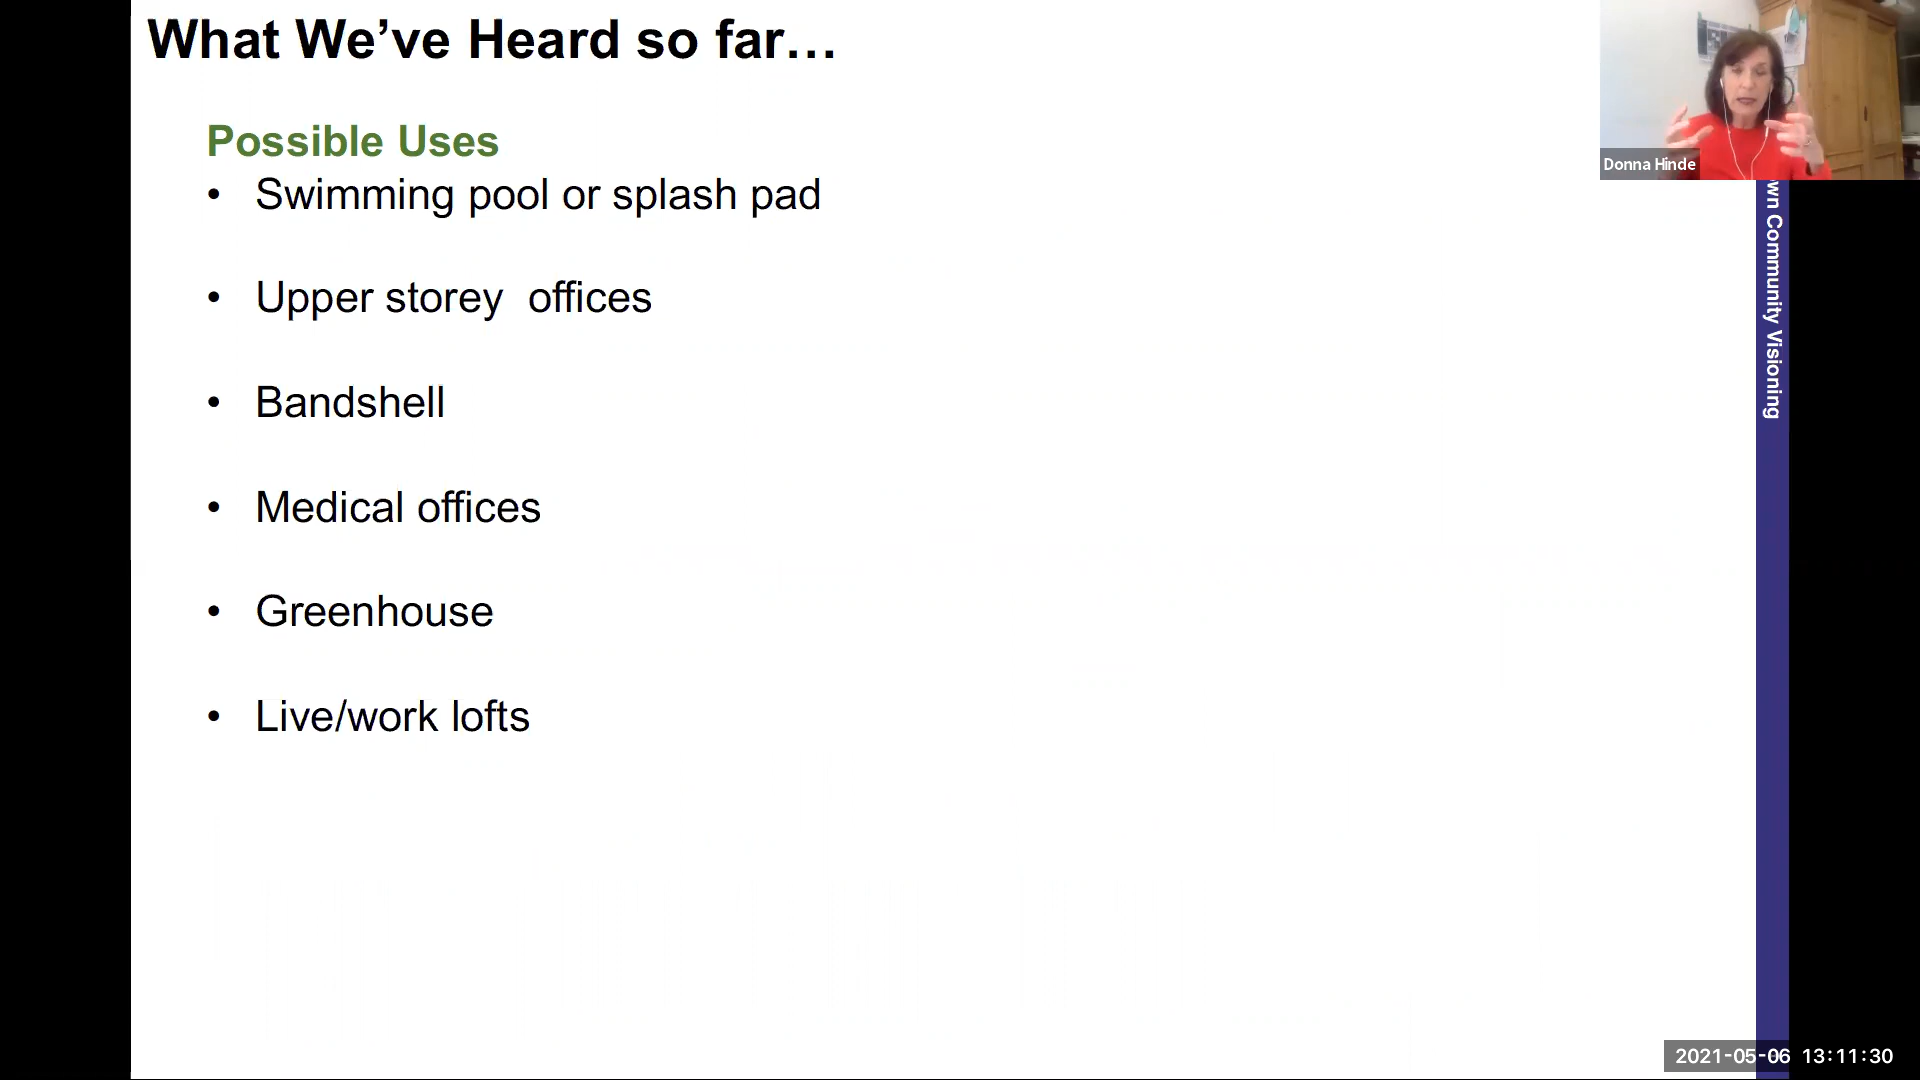 What We’ve Heard so far…
Possible Uses
• Swimming pool or splash pad
• Upper storey  offices
• Bandshell
• Medical offices
• Greenhouse
• Live/work lofts
Donna Hinde
Community Visioning
2021-05-06 13:11:30